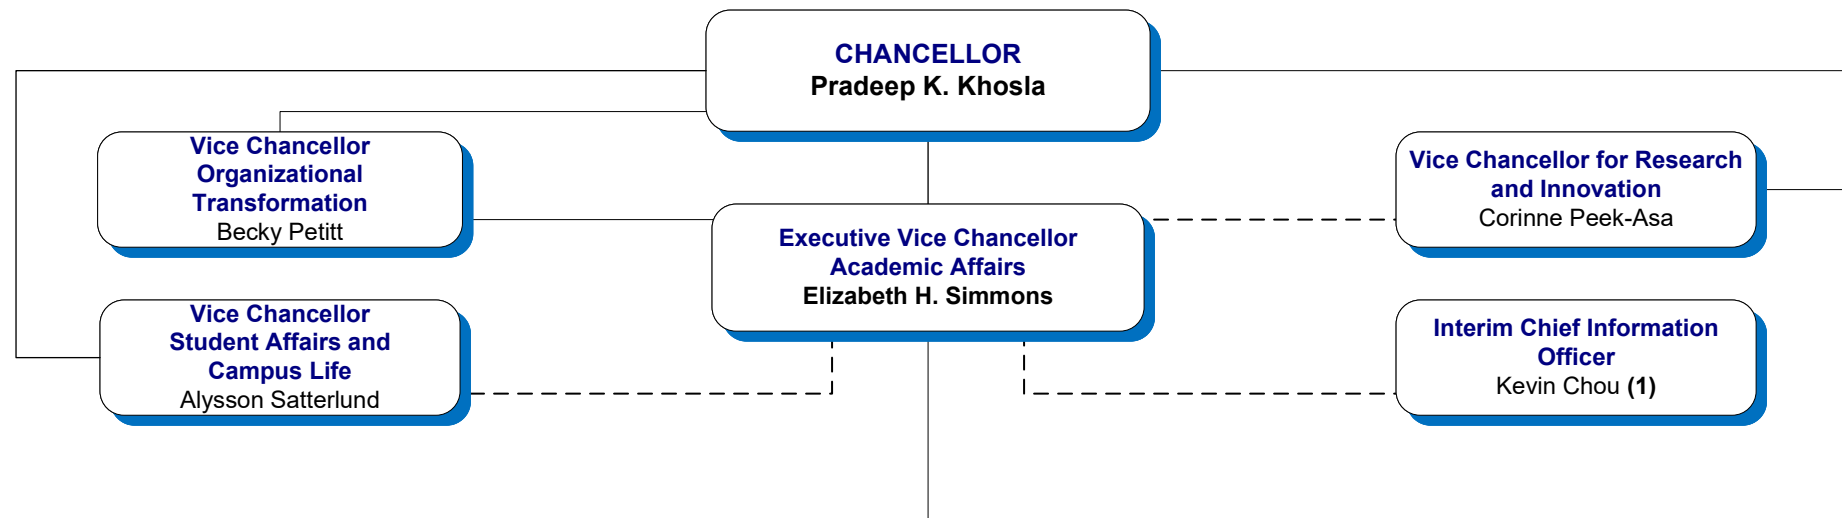 CHANCELLOR
Pradeep K. Khosla
Vice Chancellor
Organizational
Transformation
Becky Petitt
Vice Chancellor for Research
and Innovation
Corinne Peek-Asa
Executive Vice Chancellor
Academic Affairs
Elizabeth H. Simmons
Vice Chancellor
Student Affairs and
Campus Life
Alysson Satterlund
Interim Chief Information
Officer
Kevin Chou (1)